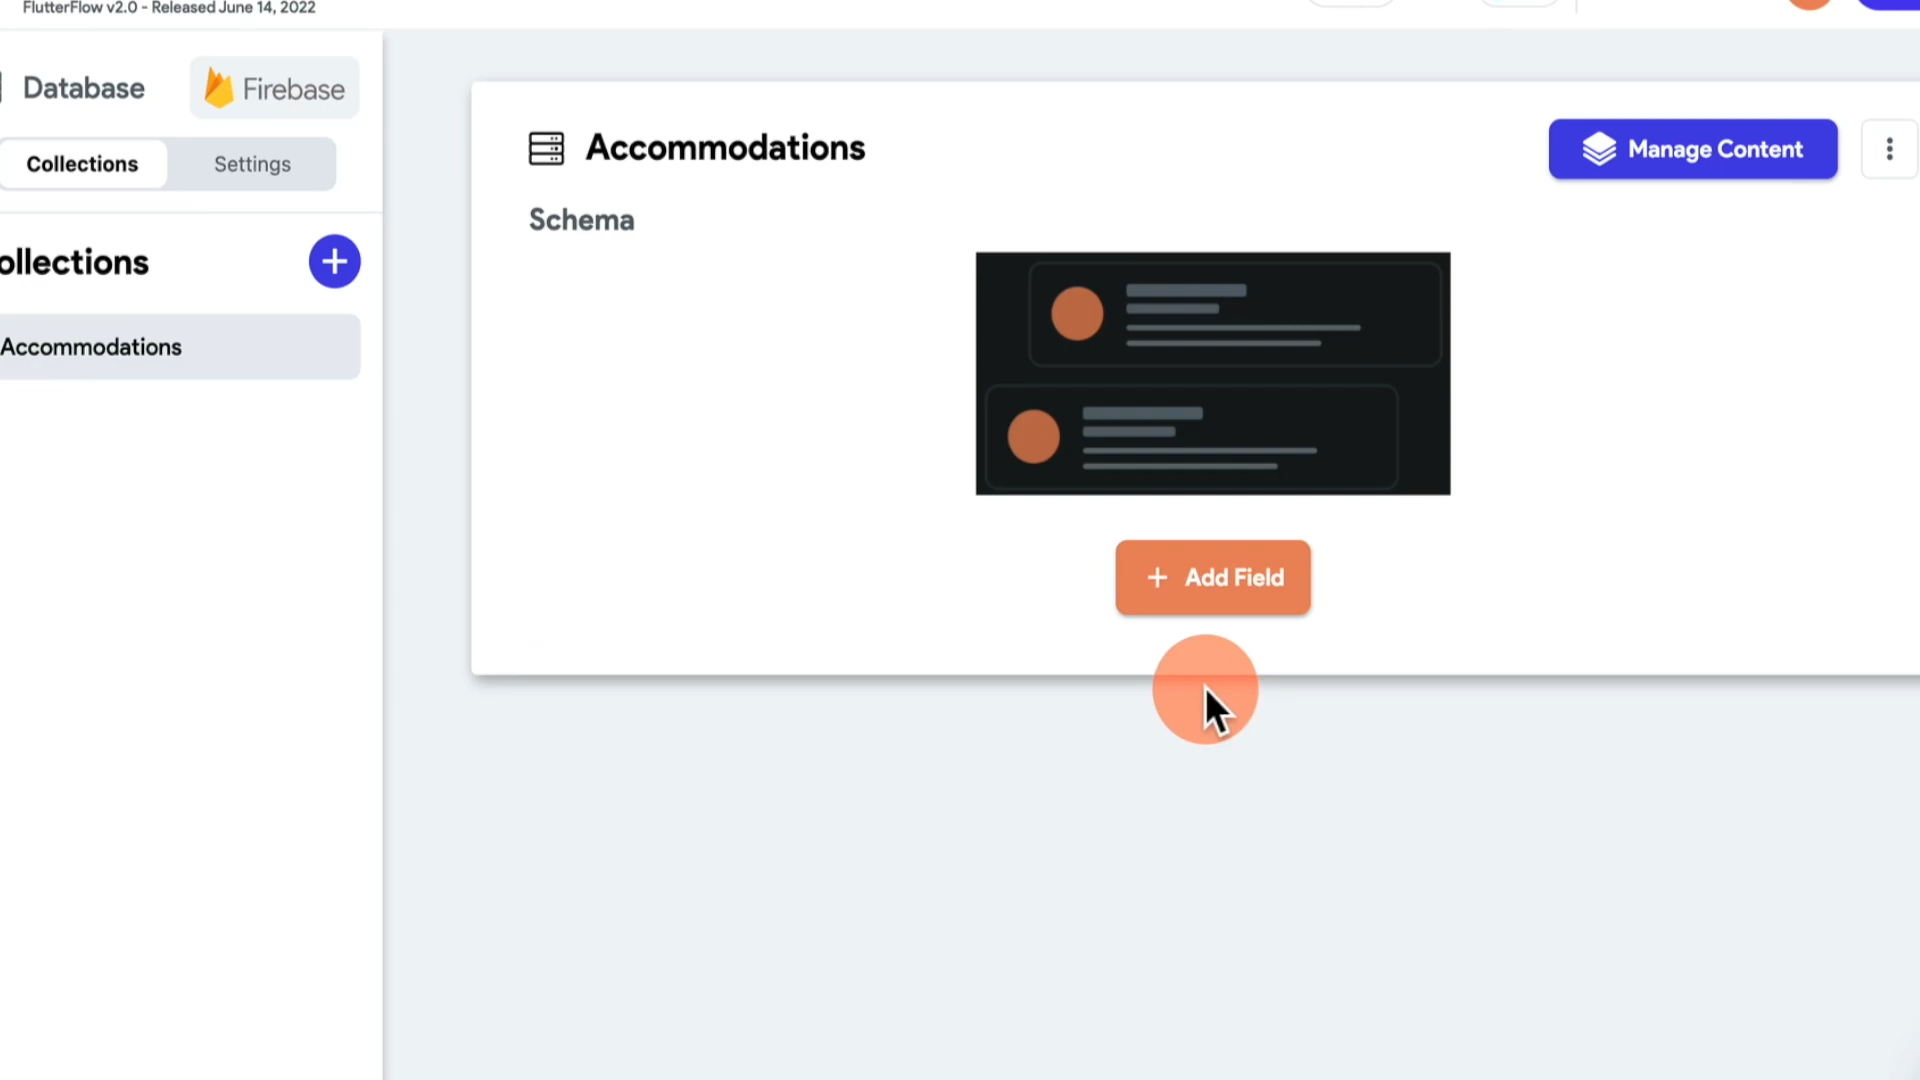 FlutterFlow v2.0 - Released June 14, 2022
Database
Firebase
Collections
Settings
ollections
Accommodations
Accommodations
Manage Content
Schema
Add Field